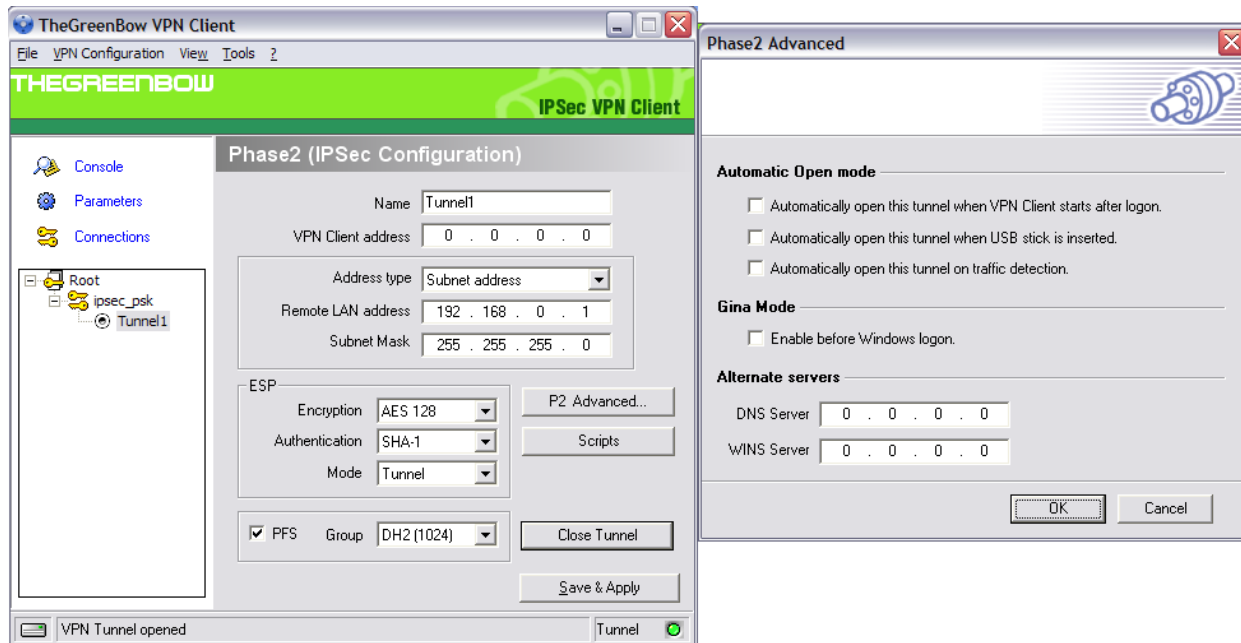 TheGreenBow VPN Client
File VPN Configuration View Tools ?
THEGREENBOW
IPSec VPN Client
Console
Parameters
Connections
Root
ipsec_psk
Tunnel1
Phase2 (IPSec Configuration)
Name Tunnel1
VPN Client address 0 . 0 . 0 . 0
Address type Subnet address
Remote LAN address 192 . 168 . 0 . 1
Subnet Mask 255 . 255 . 255 . 0
ESP
Encryption AES 128
Authentication SHA-1
Mode Tunnel
P2 Advanced...
Scripts
PFS Group DH2 (1024)
Close Tunnel
Save & Apply
VPN Tunnel opened
Tunnel
Phase2 Advanced
Automatic Open mode
Automatically open this tunnel when VPN Client starts after logon.
Automatically open this tunnel when USB stick is inserted.
Automatically open this tunnel on traffic detection.
Gina Mode
Enable before Windows logon.
Alternate servers
DNS Server 0 . 0 . 0 . 0
WINS Server 0 . 0 . 0 . 0
OK Cancel